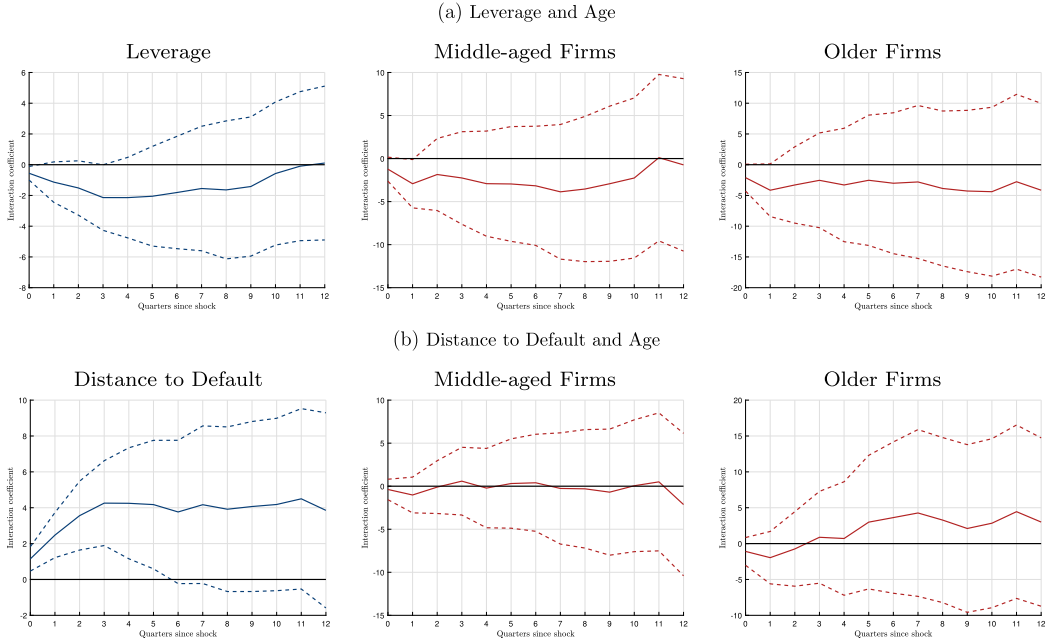 (a) Leverage and Age
Leverage
Middle-aged Firms
Older Firms
Interaction coefficient
6
4
2
0
-2
-4
-6
-8
0 1 2 3 4 5 6 7 8 9 10 11 12
Quarters since shock
Interaction coefficient
10
5
0
-5
-10
-15
0 1 2 3 4 5 6 7 8 9 10 11 12
Quarters since shock
Interaction coefficient
15
10
5
0
-5
-10
-15
-20
0 1 2 3 4 5 6 7 8 9 10 11 12
Quarters since shock
(b) Distance to Default and Age
Distance to Default
Middle-aged Firms
Older Firms
Interaction coefficient
10
8
6
4
2
0
-2
0 1 2 3 4 5 6 7 8 9 10 11 12
Quarters since shock
Interaction coefficient
10
5
0
-5
-10
-15
0 1 2 3 4 5 6 7 8 9 10 11 12
Quarters since shock
Interaction coefficient
20
15
10
5
0
-5
-10
0 1 2 3 4 5 6 7 8 9 10 11 12
Quarters since shock